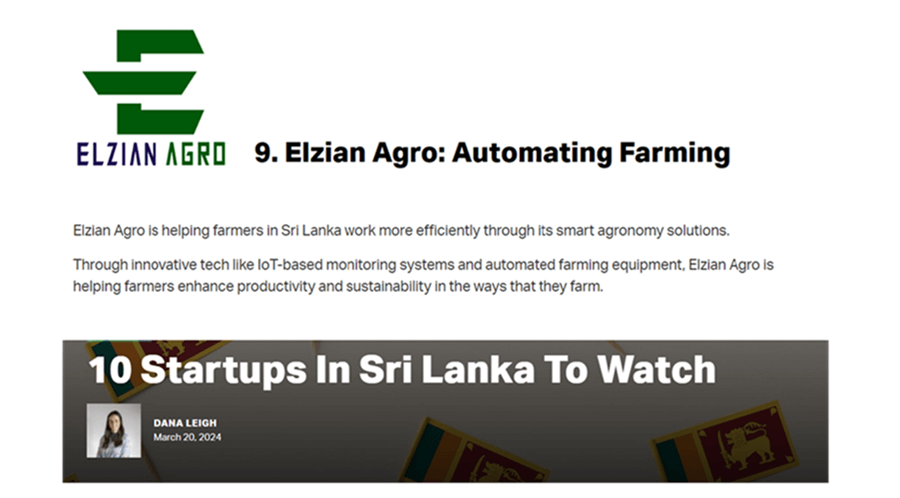 ELZIAN AGRO
9. Elzian Agro: Automating Farming
Elzian Agro is helping farmers in Sri Lanka work more efficiently through its smart agronomy solutions.
Through innovative tech like IoT-based monitoring systems and automated farming equipment, Elzian Agro is
helping farmers enhance productivity and sustainability in the ways that they farm.
10 Startups In Sri Lanka To Watch
DANA LEIGH
March 20, 2024